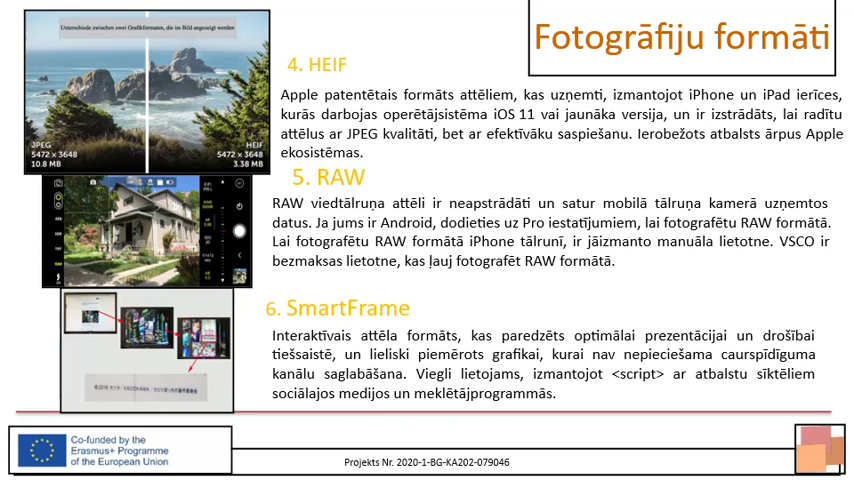 Fotogrāfiju formāti
Unterschiede zwischen zwei Grafikformaten, die im Bild angezeigt werden
JPEG
5472 x 3648
10.8 MB
HEIF
5472 x 3648
3.38 MB
4. HEIF
Apple patentētais formāts attēliem, kas uzņemti, izmantojot iPhone un iPad ierīces,
kurās darbojas operētājsistēma iOS 11 vai jaunāka versija, un ir izstrādāts, lai radītu
attēlus ar JPEG kvalitāti, bet ar efektīvāku saspiešanu. Ierobežots atbalsts ārpus Apple
ekosistēmas.
5. RAW
RAW viedtālruņa attēli ir neapstrādāti un satur mobilā tālruņa kamerā uzņemtos
datus. Ja jums ir Android, dodieties uz Pro iestatījumiem, lai fotografētu RAW formātā.
Lai fotografētu RAW formātā iPhone tālrunī, ir jāizmanto manuāla lietotne. VSCO ir
bezmaksas lietotne, kas ļauj fotografēt RAW formātā.
6. SmartFrame
Interaktīvais attēla formāts, kas paredzēts optimālai prezentācijai un drošībai
tiešsaistē, un lieliski piemērots grafikai, kurai nav nepieciešama caurspīdīguma
kanālu saglabāšana. Viegli lietojams, izmantojot <script> ar atbalstu sīktēliem
sociālajos medijos un meklētājprogrammās.
Co-funded by the
Erasmus+ Programme
of the European Union
Projekts Nr. 2020-1-BG-KA202-079046